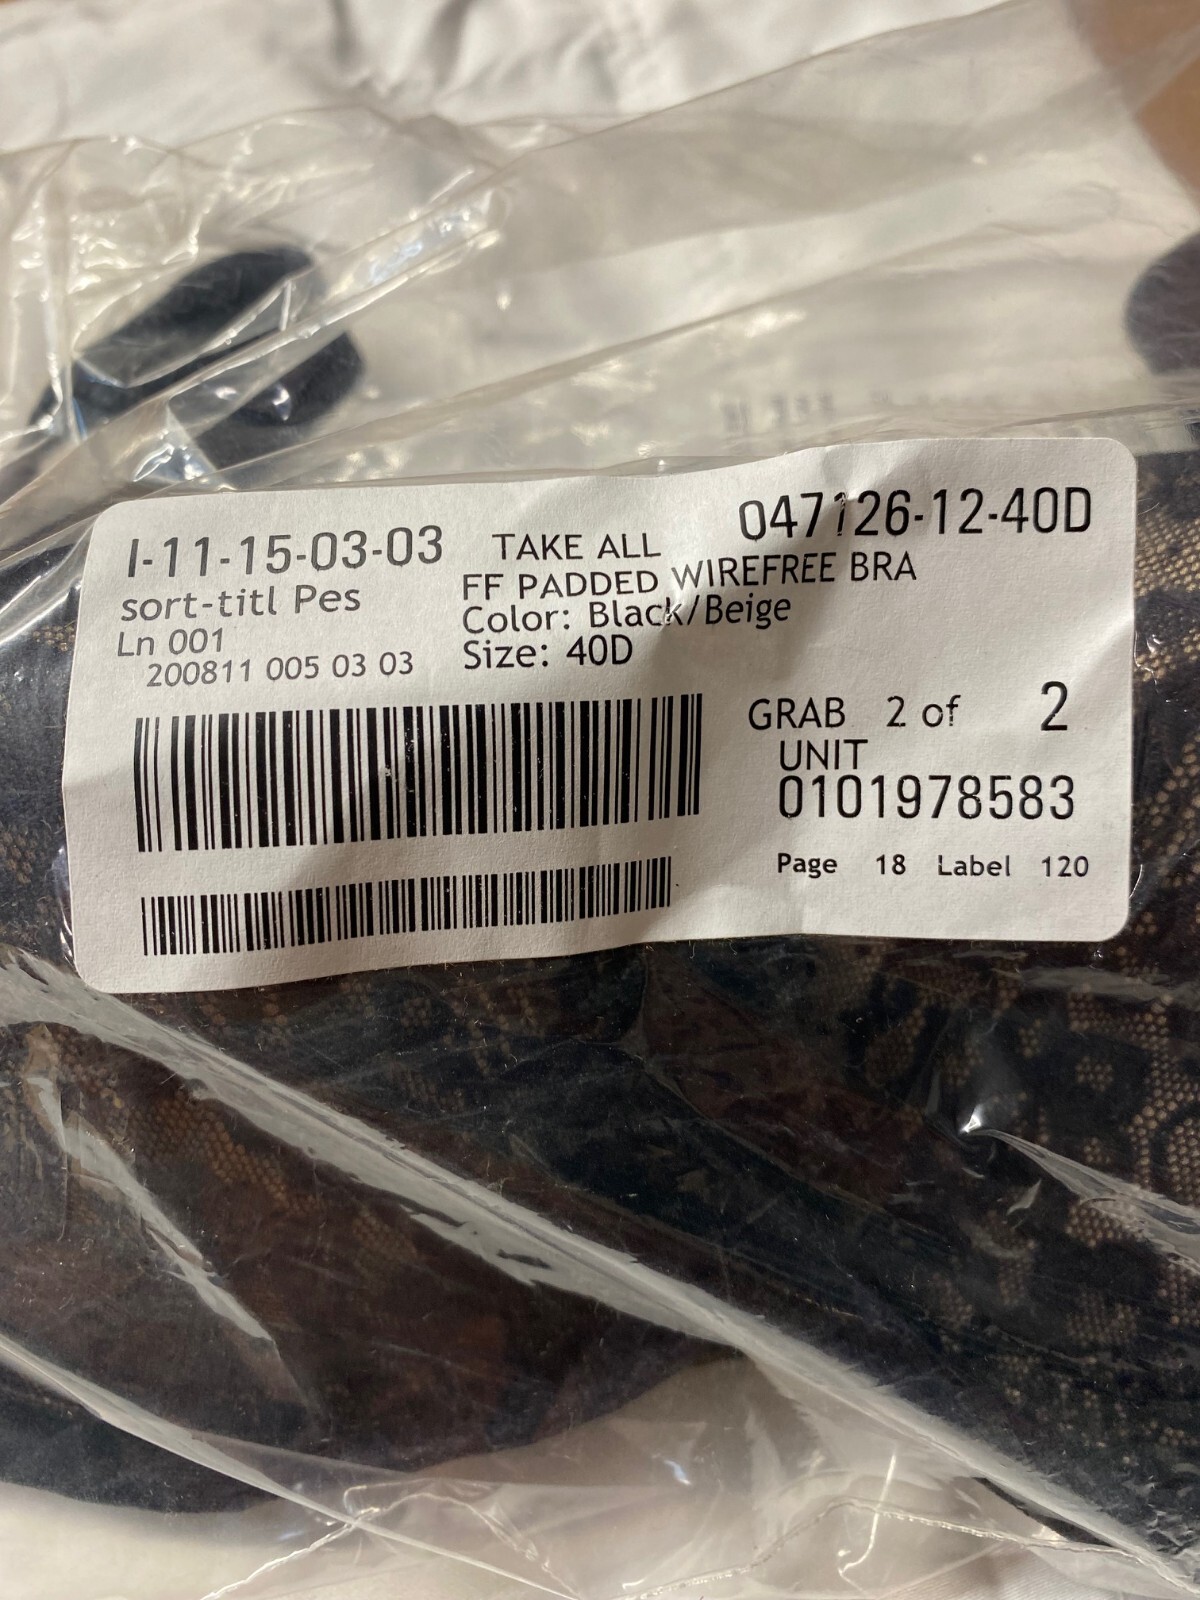 I-11-15-03-03 TAKE ALL 047126-12-40D
sort-titl Pes FF PADDED WIREFREE BRA
Ln 001 Color: Black/Beige
200811 005 03 03 Size: 40D
GRAB 2 of 2
UNIT
0101978583
Page 18 Label 120